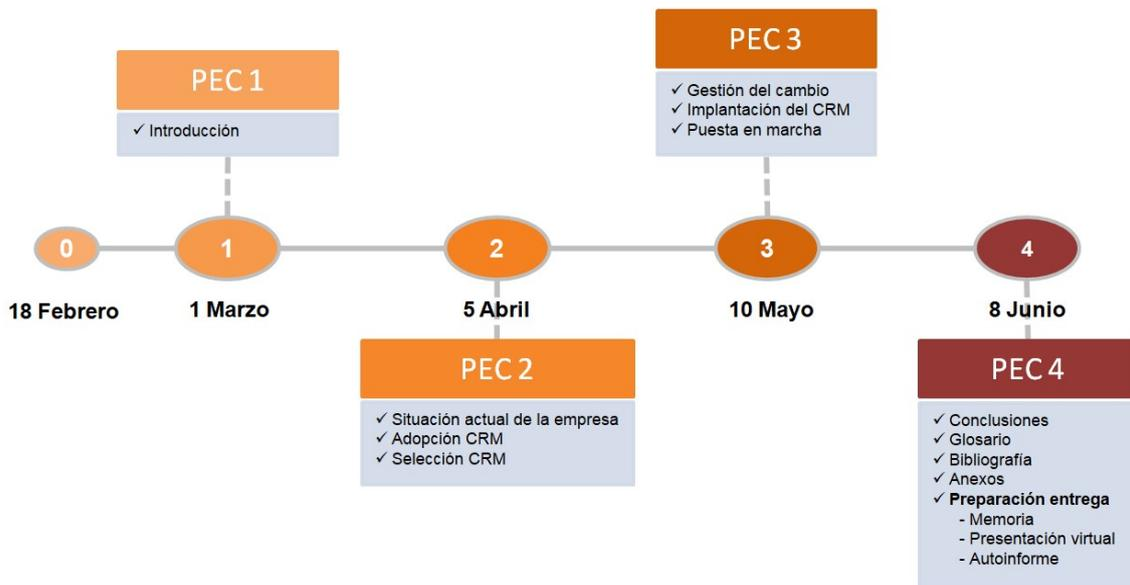 PEC 1
✓ Introducción
PEC 3
✓ Gestión del cambio
✓ Implantación del CRM
✓ Puesta en marcha
0
1
2
3
4
18 Febrero
1 Marzo
5 Abril
10 Mayo
8 Junio
PEC 2
✓ Situación actual de la empresa
✓ Adopción CRM
✓ Selección CRM
PEC 4
✓ Conclusiones
✓ Glosario
✓ Bibliografía
✓ Anexos
✓ Preparación entrega
- Memoria
- Presentación virtual
- Autoinforme